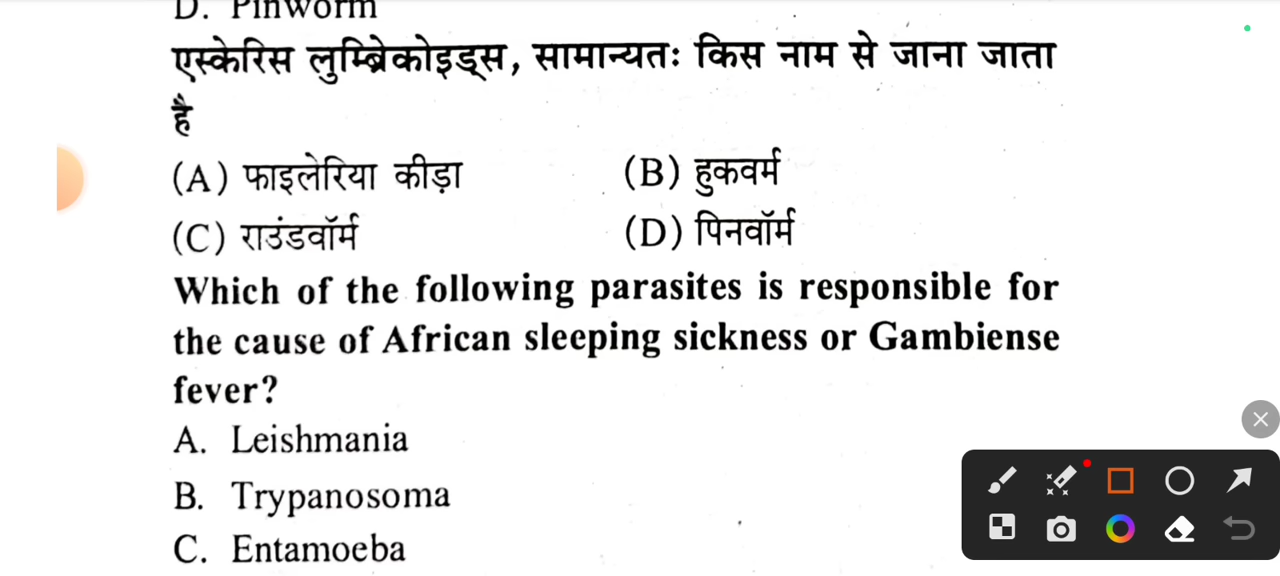 D. Pinworm
एस्केरिस लुम्ब्रिकोइड्स, सामान्यतः किस नाम से जाना जाता
है
(A) फाइलेरिया कीड़ा (B) हुकवर्म
(C) राउंडवॉर्म (D) पिनवॉर्म
Which of the following parasites is responsible for
the cause of African sleeping sickness or Gambiense
fever?
A. Leishmania
B. Trypanosoma
C. Entamoeba